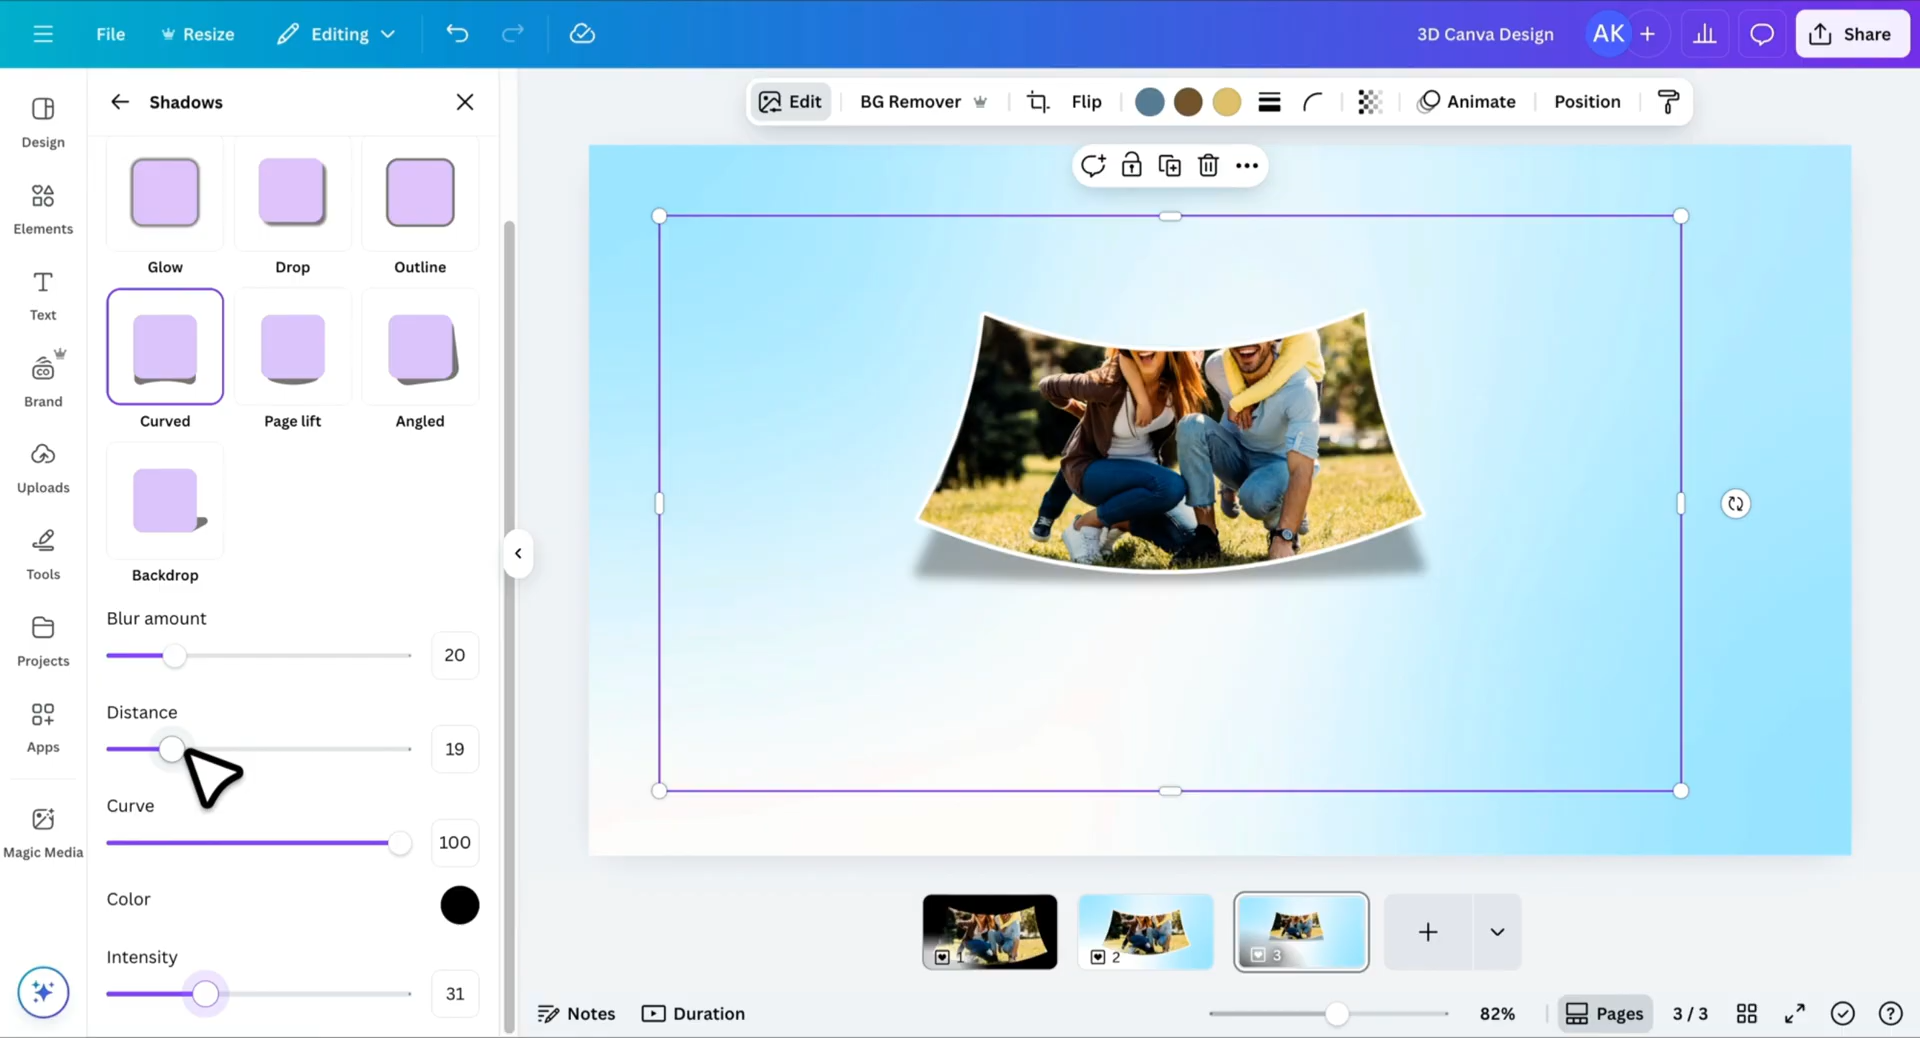 File
Resize
Editing
3D Canva Design
AK
Share
Design
Elements
Text
Brand
Uploads
Tools
Projects
Apps
Magic Media
Shadows
Glow
Drop
Outline
Curved
Page lift
Angled
Backdrop
Blur amount
20
Distance
19
Curve
100
Color
Intensity
31
Edit
BG Remover
Flip
Animate
Position
1
2
3
Notes
Duration
82%
Pages
3 / 3